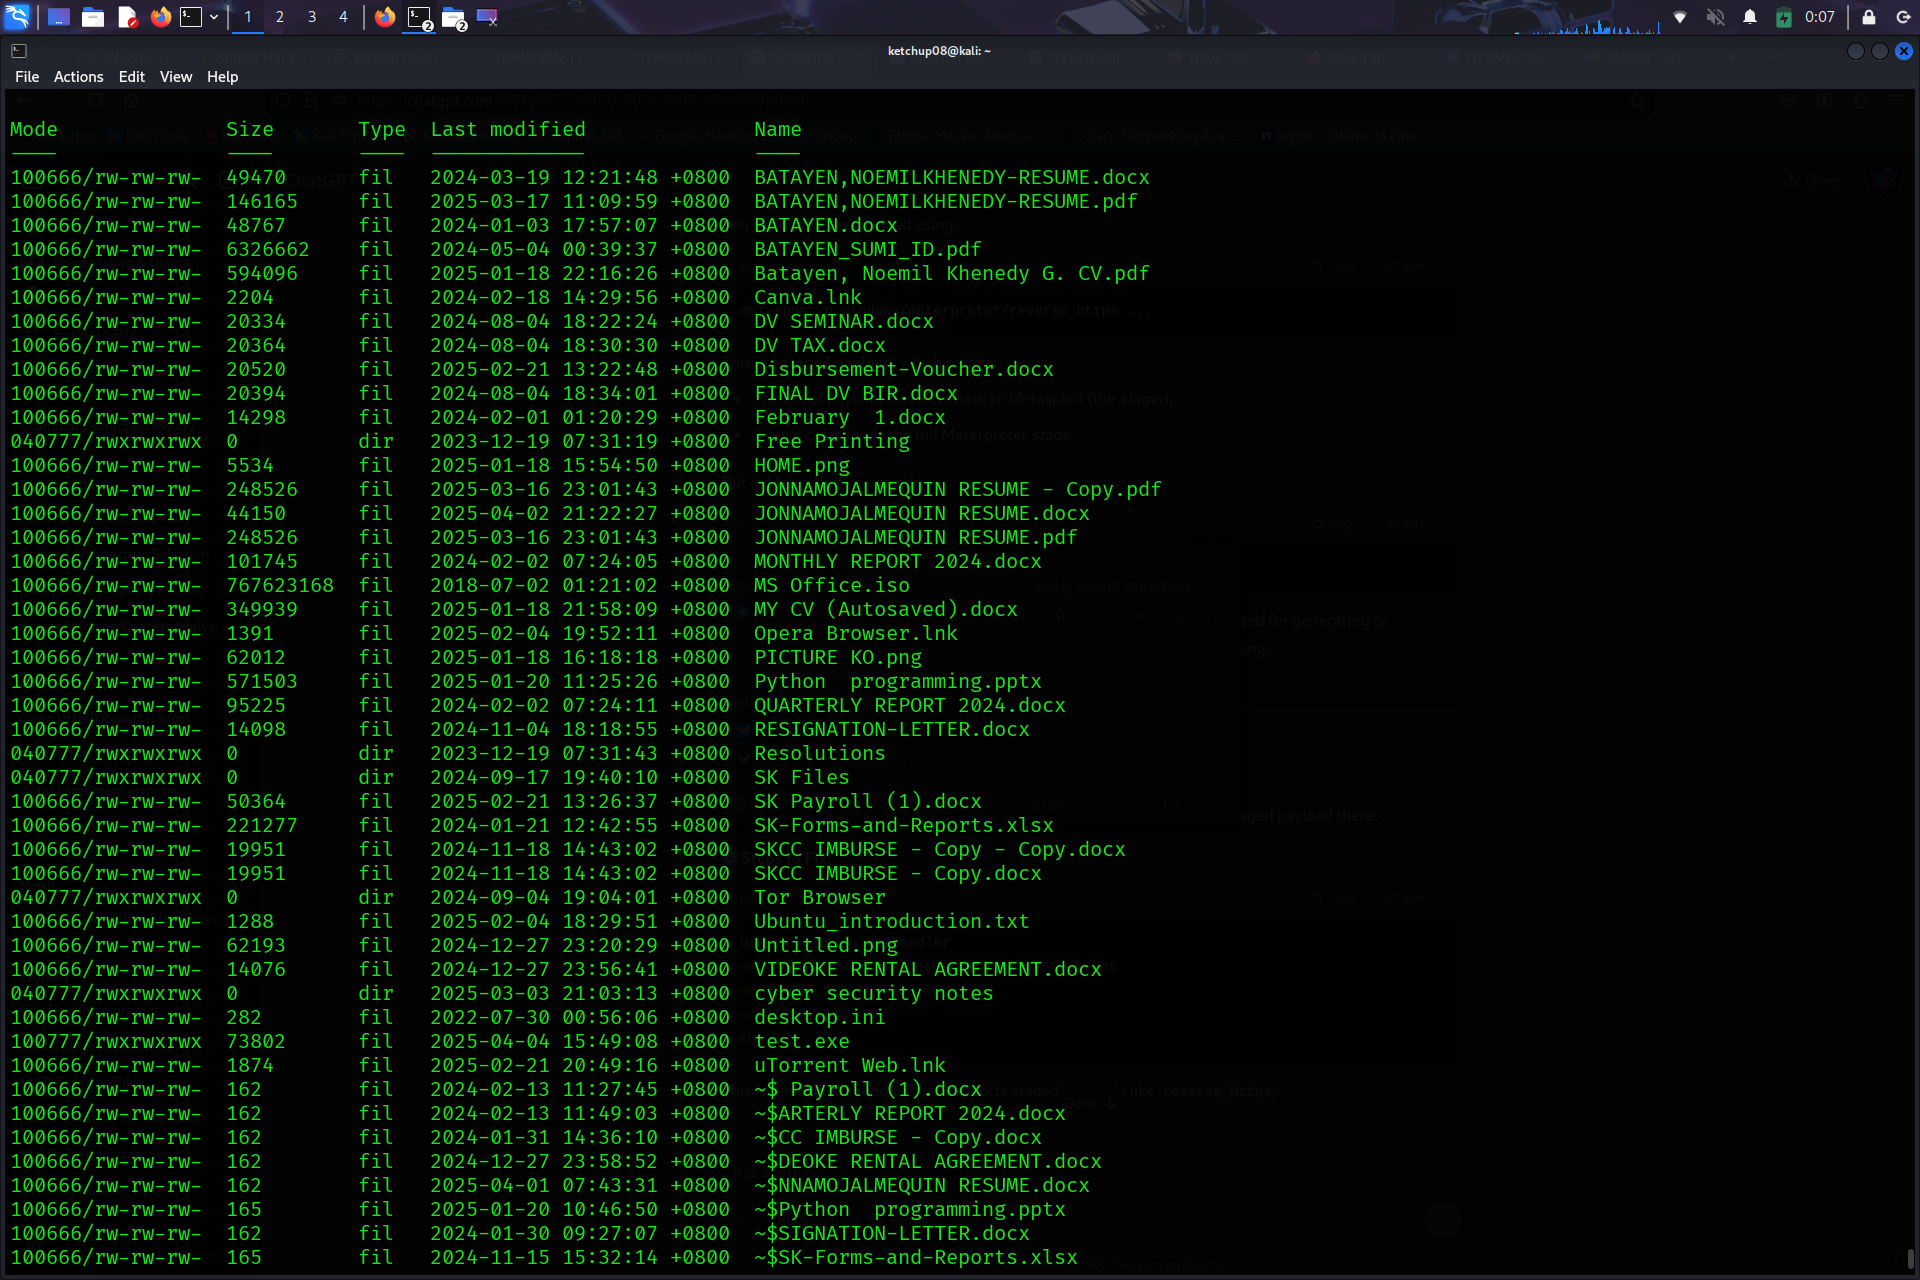 1 2 3 4 2 2 0:07
ketchup08@kali: ~
File Actions Edit View Help
Mode Size Type Last modified Name
100666/rw-rw-rw- 49470 fil 2024-03-19 12:21:48 +0800 BATAYEN,NOEMILKHENEDY-RESUME.docx
100666/rw-rw-rw- 146165 fil 2025-03-17 11:09:59 +0800 BATAYEN,NOEMILKHENEDY-RESUME.pdf
100666/rw-rw-rw- 48767 fil 2024-01-03 17:57:07 +0800 BATAYEN.docx
100666/rw-rw-rw- 6326662 fil 2024-05-04 00:39:37 +0800 BATAYEN_SUMI_ID.pdf
100666/rw-rw-rw- 594096 fil 2025-01-18 22:16:26 +0800 Batayen, Noemil Khenedy G. CV.pdf
100666/rw-rw-rw- 2204 fil 2024-02-18 14:29:56 +0800 Canva.lnk
100666/rw-rw-rw- 20334 fil 2024-08-04 18:22:24 +0800 DV SEMINAR.docx
100666/rw-rw-rw- 20364 fil 2024-08-04 18:30:30 +0800 DV TAX.docx
100666/rw-rw-rw- 20520 fil 2025-02-21 13:22:48 +0800 Disbursement-Voucher.docx
100666/rw-rw-rw- 20394 fil 2024-08-04 18:34:01 +0800 FINAL DV BIR.docx
100666/rw-rw-rw- 14298 fil 2024-02-01 01:20:29 +0800 February  1.docx
040777/rwxrwxrwx 0 dir 2023-12-19 07:31:19 +0800 Free Printing
100666/rw-rw-rw- 5534 fil 2025-01-18 15:54:50 +0800 HOME.png
100666/rw-rw-rw- 248526 fil 2025-03-16 23:01:43 +0800 JONNAMOJALMEQUIN RESUME - Copy.pdf
100666/rw-rw-rw- 44150 fil 2025-04-02 21:22:27 +0800 JONNAMOJALMEQUIN RESUME.docx
100666/rw-rw-rw- 248526 fil 2025-03-16 23:01:43 +0800 JONNAMOJALMEQUIN RESUME.pdf
100666/rw-rw-rw- 101745 fil 2024-02-02 07:24:05 +0800 MONTHLY REPORT 2024.docx
100666/rw-rw-rw- 767623168 fil 2018-07-02 01:21:02 +0800 MS Office.iso
100666/rw-rw-rw- 349939 fil 2025-01-18 21:58:09 +0800 MY CV (Autosaved).docx
100666/rw-rw-rw- 1391 fil 2025-02-04 19:52:11 +0800 Opera Browser.lnk
100666/rw-rw-rw- 62012 fil 2025-01-18 16:18:18 +0800 PICTURE KO.png
100666/rw-rw-rw- 571503 fil 2025-01-20 11:25:26 +0800 Python  programming.pptx
100666/rw-rw-rw- 95225 fil 2024-02-02 07:24:11 +0800 QUARTERLY REPORT 2024.docx
100666/rw-rw-rw- 14098 fil 2024-11-04 18:18:55 +0800 RESIGNATION-LETTER.docx
040777/rwxrwxrwx 0 dir 2023-12-19 07:31:43 +0800 Resolutions
040777/rwxrwxrwx 0 dir 2024-09-17 19:40:10 +0800 SK Files
100666/rw-rw-rw- 50364 fil 2025-02-21 13:26:37 +0800 SK Payroll (1).docx
100666/rw-rw-rw- 221277 fil 2024-01-21 12:42:55 +0800 SK-Forms-and-Reports.xlsx
100666/rw-rw-rw- 19951 fil 2024-11-18 14:43:02 +0800 SKCC IMBURSE - Copy - Copy.docx
100666/rw-rw-rw- 19951 fil 2024-11-18 14:43:02 +0800 SKCC IMBURSE - Copy.docx
040777/rwxrwxrwx 0 dir 2024-09-04 19:04:01 +0800 Tor Browser
100666/rw-rw-rw- 1288 fil 2025-02-04 18:29:51 +0800 Ubuntu_introduction.txt
100666/rw-rw-rw- 62193 fil 2024-12-27 23:20:29 +0800 Untitled.png
100666/rw-rw-rw- 14076 fil 2024-12-27 23:56:41 +0800 VIDEOKE RENTAL AGREEMENT.docx
040777/rwxrwxrwx 0 dir 2025-03-03 21:03:13 +0800 cyber security notes
100666/rw-rw-rw- 282 fil 2022-07-30 00:56:06 +0800 desktop.ini
100777/rwxrwxrwx 73802 fil 2025-04-04 15:49:08 +0800 test.exe
100666/rw-rw-rw- 1874 fil 2025-02-21 20:49:16 +0800 uTorrent Web.lnk
100666/rw-rw-rw- 162 fil 2024-02-13 11:27:45 +0800 ~$ Payroll (1).docx
100666/rw-rw-rw- 162 fil 2024-02-13 11:49:03 +0800 ~$ARTERLY REPORT 2024.docx
100666/rw-rw-rw- 162 fil 2024-01-31 14:36:10 +0800 ~$CC IMBURSE - Copy.docx
100666/rw-rw-rw- 162 fil 2024-12-27 23:58:52 +0800 ~$DEOKE RENTAL AGREEMENT.docx
100666/rw-rw-rw- 162 fil 2025-04-01 07:43:31 +0800 ~$NNAMOJALMEQUIN RESUME.docx
100666/rw-rw-rw- 165 fil 2025-01-20 10:46:50 +0800 ~$Python  programming.pptx
100666/rw-rw-rw- 162 fil 2024-01-30 09:27:07 +0800 ~$SIGNATION-LETTER.docx
100666/rw-rw-rw- 165 fil 2024-11-15 15:32:14 +0800 ~$SK-Forms-and-Reports.xlsx